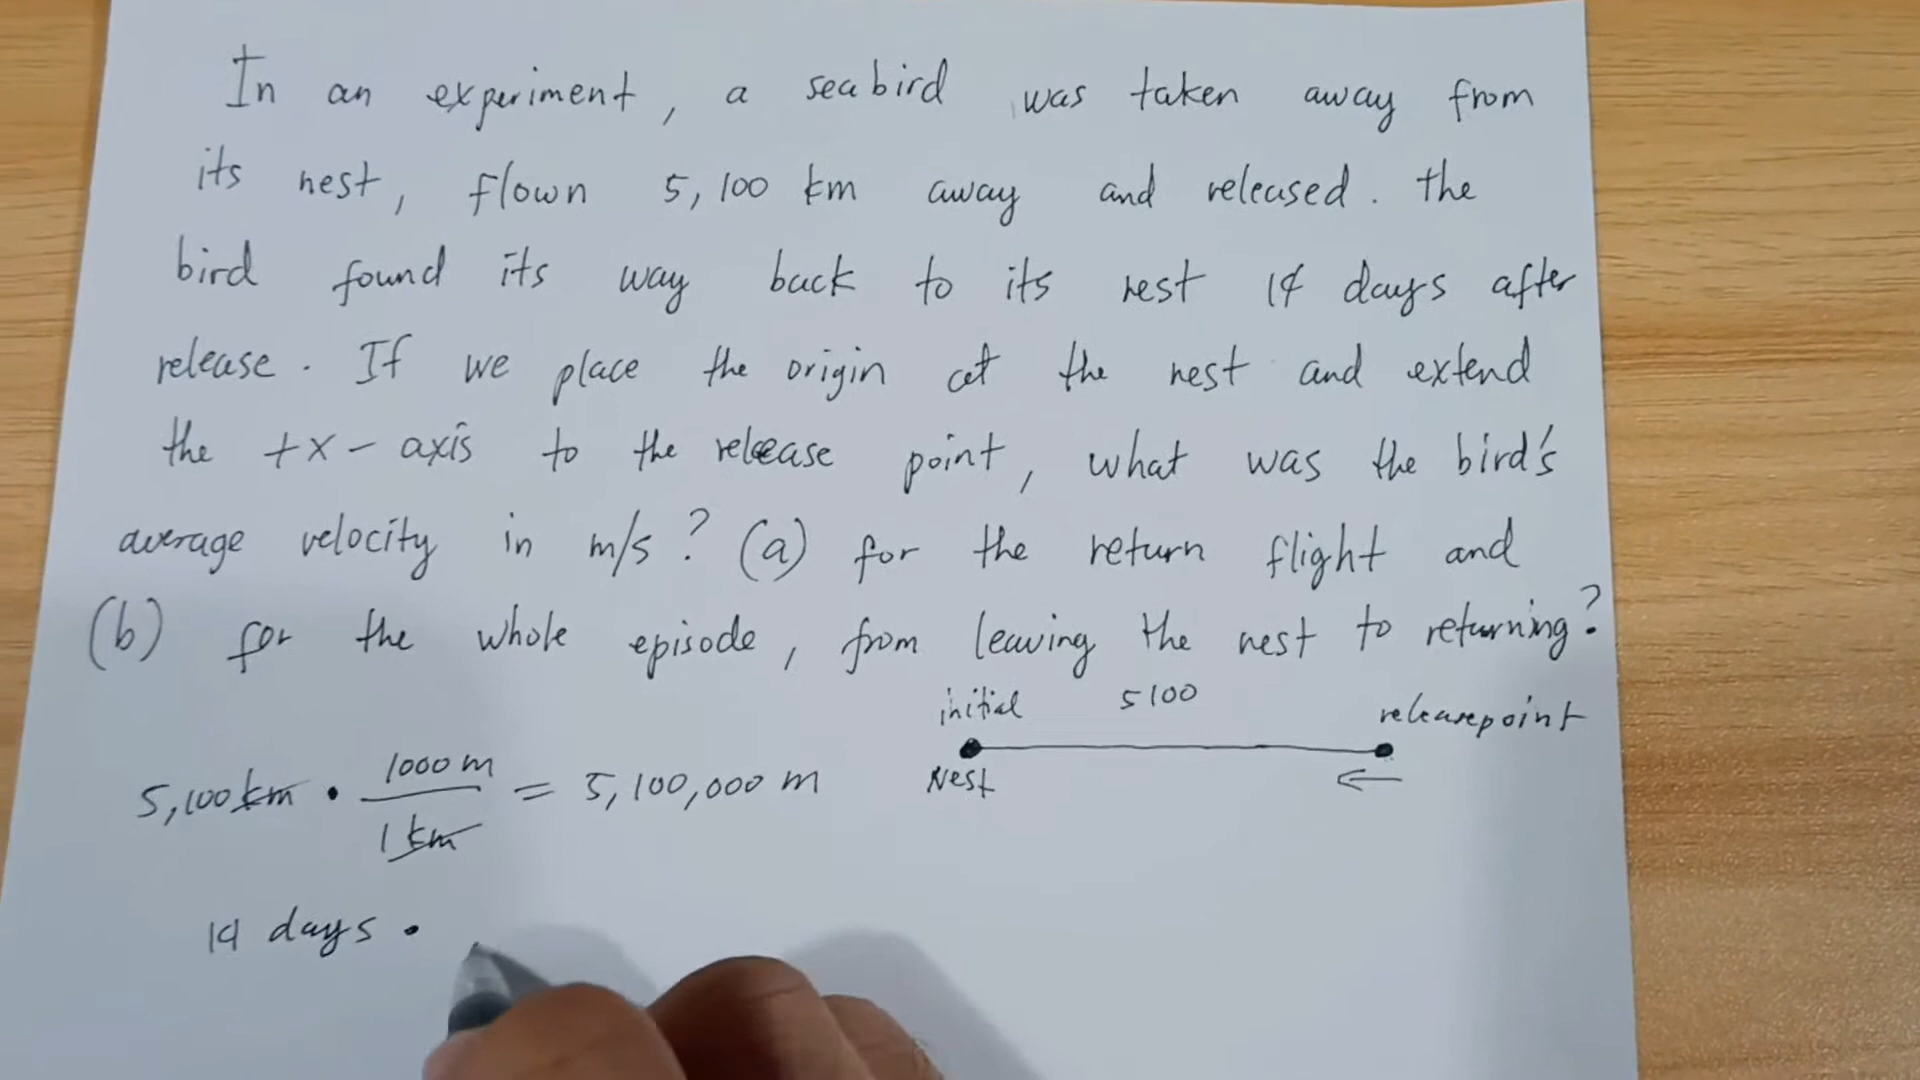 In an experiment, a seabird was taken away from
its nest, flown 5,100 km away and released. the
bird found its way back to its nest 14 days after
release. If we place the origin at the nest and extend
the +x-axis to the release point, what was the bird's
average velocity in m/s? (a) for the return flight and
(b) for the whole episode, from leaving the nest to returning?
initial 5100 releasepoint
Nest ←
5,100 km • 1000 m / 1 km = 5,100,000 m
14 days •